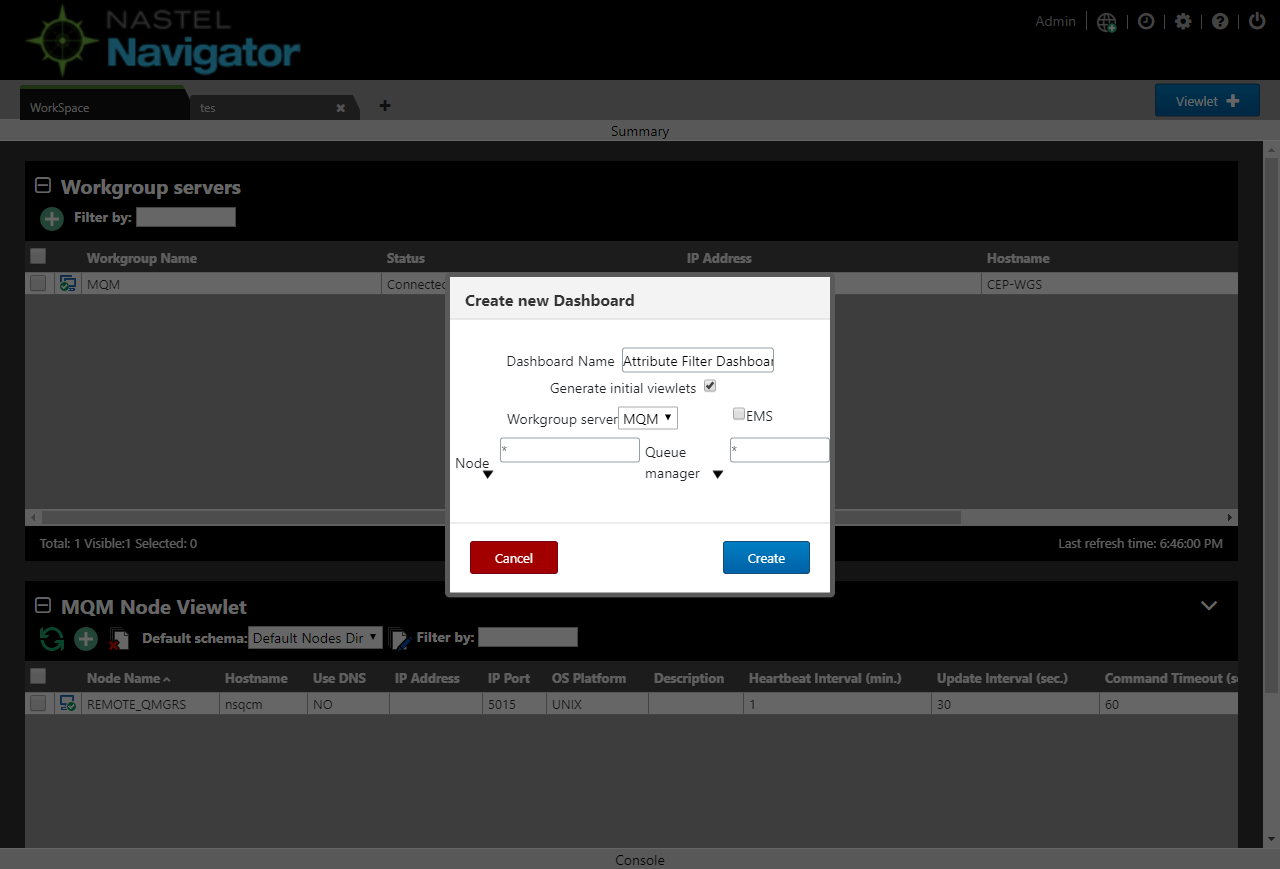 NASTEL
Navigator
Admin
WorkSpace
tes
Viewlet
Summary
Workgroup servers
Filter by:
Workgroup Name Status IP Address Hostname
MQM Connected CEP-WGS
Create new Dashboard
Dashboard Name Attribute Filter Dashboar
Generate initial viewlets
Workgroup server MQM EMS
Node * Queue manager *
Cancel Create
Total: 1 Visible:1 Selected: 0 Last refresh time: 6:46:00 PM
MQM Node Viewlet
Default schema: Default Nodes Dir Filter by:
Node Name Hostname Use DNS IP Address IP Port OS Platform Description Heartbeat Interval (min.) Update Interval (sec.) Command Timeout (se
REMOTE_QMGRS nsqcm NO 5015 UNIX 1 30 60
Console